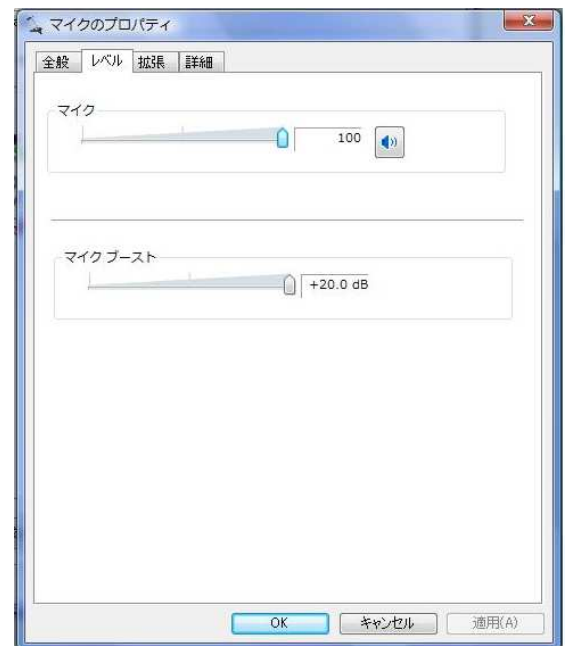 マイクのプロパティ
全般 レベル 拡張 詳細
マイク
100
マイク ブースト
+20.0 dB
OK キャンセル 適用(A)